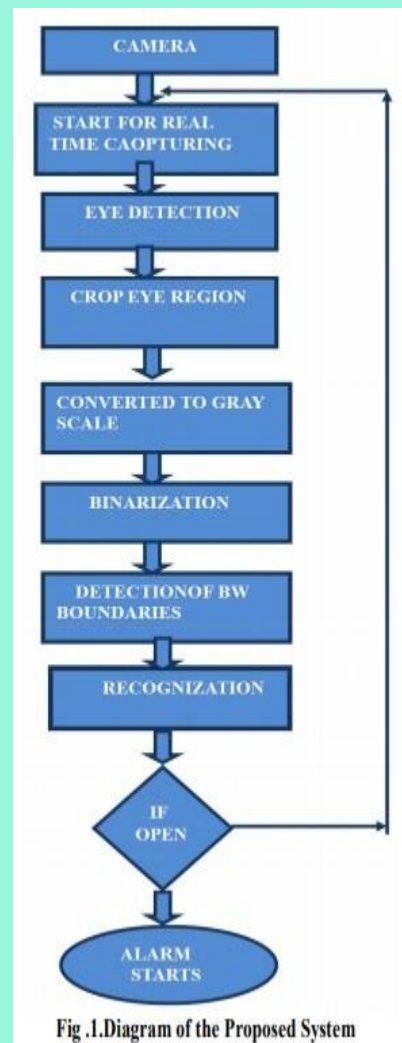 CAMERA
START FOR REAL
TIME CAOPTURING
EYE DETECTION
CROP EYE REGION
CONVERTED TO GRAY
SCALE
BINARIZATION
DETECTIONOF BW
BOUNDARIES
RECOGNIZATION
IF
OPEN
ALARM
STARTS
Fig .1.Diagram of the Proposed System